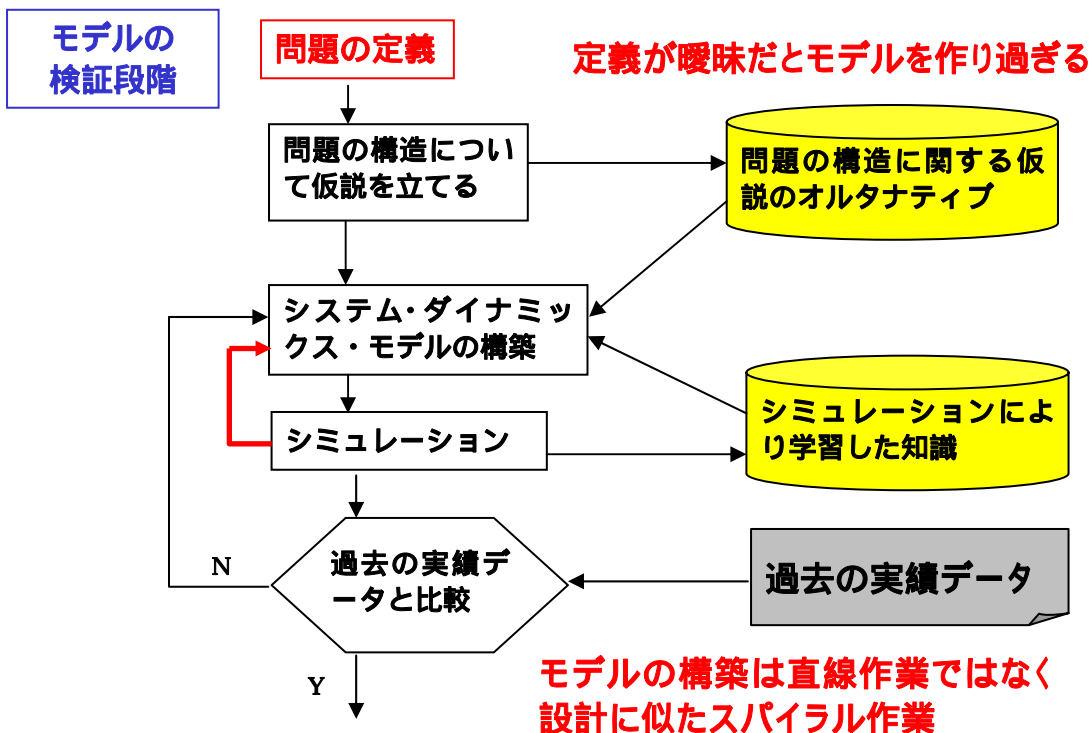 モデルの
検証段階
問題の定義
定義が曖昧だとモデルを作り過ぎる
問題の構造につい
て仮説を立てる
問題の構造に関する仮
説のオルタナティブ
システム・ダイナミッ
クス・モデルの構築
シミュレーション
シミュレーションによ
り学習した知識
過去の実績デ
ータと比較
N
過去の実績データ
Y
モデルの構築は直線作業ではなく
設計に似たスパイラル作業